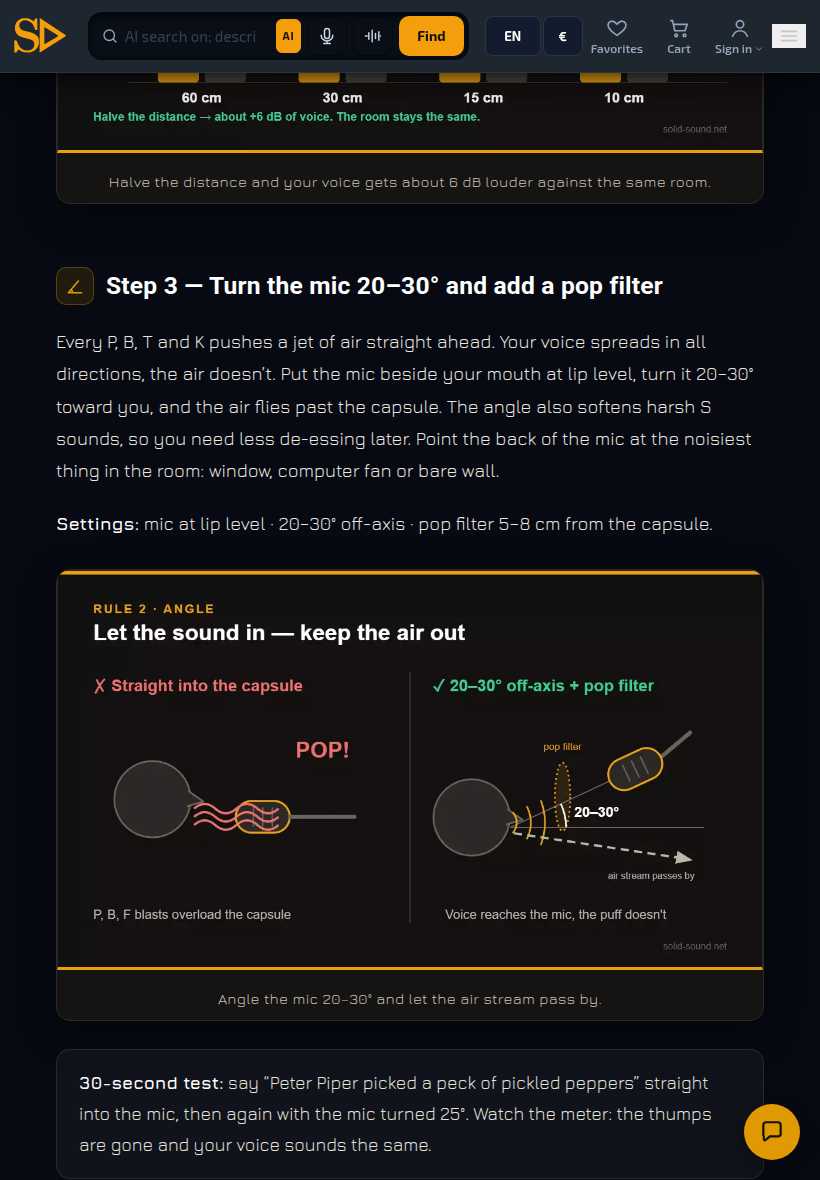 SD
AI search on: descri
AI
Find
EN
€
Favorites
Cart
Sign in
60 cm
30 cm
15 cm
10 cm
Halve the distance → about +6 dB of voice. The room stays the same.
solid-sound.net
Halve the distance and your voice gets about 6 dB louder against the same room.
Step 3 — Turn the mic 20–30° and add a pop filter
Every P, B, T and K pushes a jet of air straight ahead. Your voice spreads in all
directions, the air doesn't. Put the mic beside your mouth at lip level, turn it 20–30°
toward you, and the air flies past the capsule. The angle also softens harsh S
sounds, so you need less de-essing later. Point the back of the mic at the noisiest
thing in the room: window, computer fan or bare wall.
Settings: mic at lip level · 20–30° off-axis · pop filter 5–8 cm from the capsule.
RULE 2 · ANGLE
Let the sound in — keep the air out
✗ Straight into the capsule
POP!
P, B, F blasts overload the capsule
✓ 20–30° off-axis + pop filter
pop filter
20–30°
air stream passes by
Voice reaches the mic, the puff doesn't
solid-sound.net
Angle the mic 20–30° and let the air stream pass by.
30-second test: say “Peter Piper picked a peck of pickled peppers” straight
into the mic, then again with the mic turned 25°. Watch the meter: the thumps
are gone and your voice sounds the same.